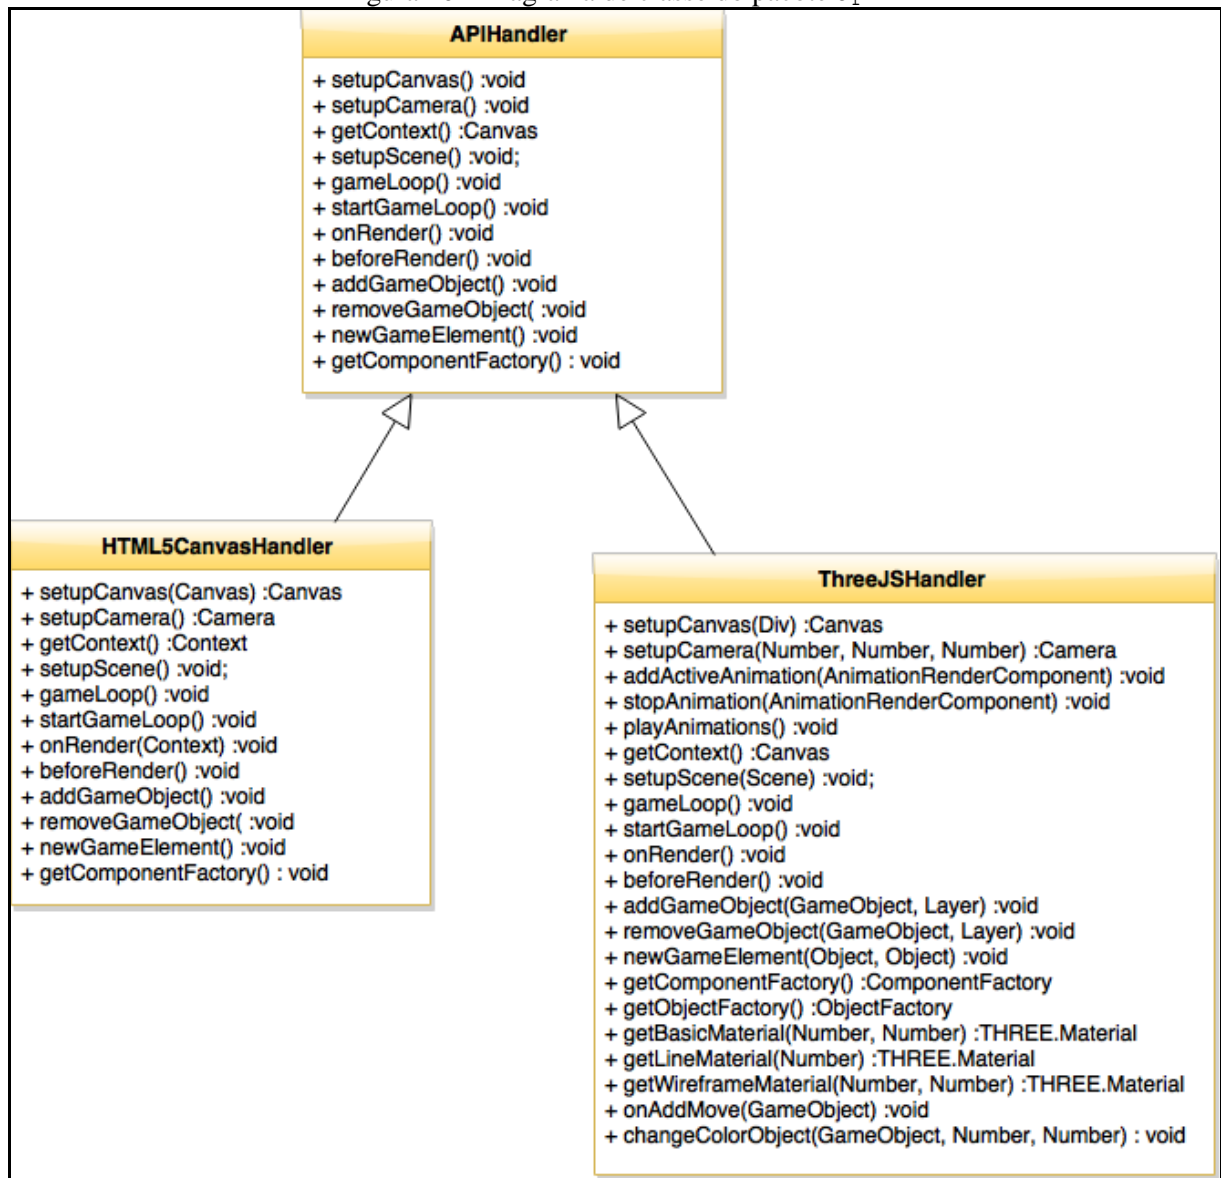 APIHandler
+ setupCanvas() :void
+ setupCamera() :void
+ getContext() :Canvas
+ setupScene() :void;
+ gameLoop() :void
+ startGameLoop() :void
+ onRender() :void
+ beforeRender() :void
+ addGameObject() :void
+ removeGameObject( :void
+ newGameElement() :void
+ getComponentFactory() : void
HTML5CanvasHandler
+ setupCanvas(Canvas) :Canvas
+ setupCamera() :Camera
+ getContext() :Context
+ setupScene() :void;
+ gameLoop() :void
+ startGameLoop() :void
+ onRender(Context) :void
+ beforeRender() :void
+ addGameObject() :void
+ removeGameObject( :void
+ newGameElement() :void
+ getComponentFactory() : void
ThreeJSHandler
+ setupCanvas(Div) :Canvas
+ setupCamera(Number, Number, Number) :Camera
+ addActiveAnimation(AnimationRenderComponent) :void
+ stopAnimation(AnimationRenderComponent) :void
+ playAnimations() :void
+ getContext() :Canvas
+ setupScene(Scene) :void;
+ gameLoop() :void
+ startGameLoop() :void
+ onRender() :void
+ beforeRender() :void
+ addGameObject(GameObject, Layer) :void
+ removeGameObject(GameObject, Layer) :void
+ newGameElement(Object, Object) :void
+ getComponentFactory() :ComponentFactory
+ getObjectFactory() :ObjectFactory
+ getBasicMaterial(Number, Number) :THREE.Material
+ getLineMaterial(Number) :THREE.Material
+ getWireframeMaterial(Number, Number) :THREE.Material
+ onAddMove(GameObject) :void
+ changeColorObject(GameObject, Number, Number) : void